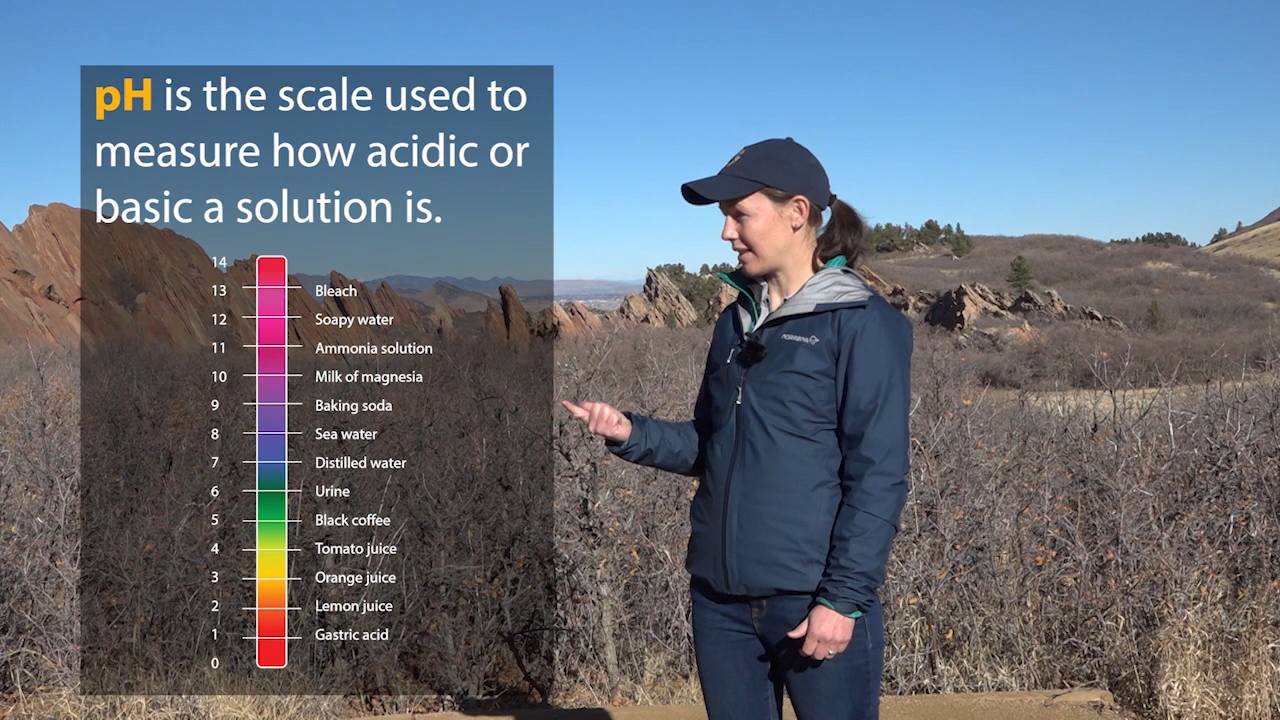 pH is the scale used to
measure how acidic or
basic a solution is.
14
13 Bleach
12 Soapy water
11 Ammonia solution
10 Milk of magnesia
9 Baking soda
8 Sea water
7 Distilled water
6 Urine
5 Black coffee
4 Tomato juice
3 Orange juice
2 Lemon juice
1 Gastric acid
0